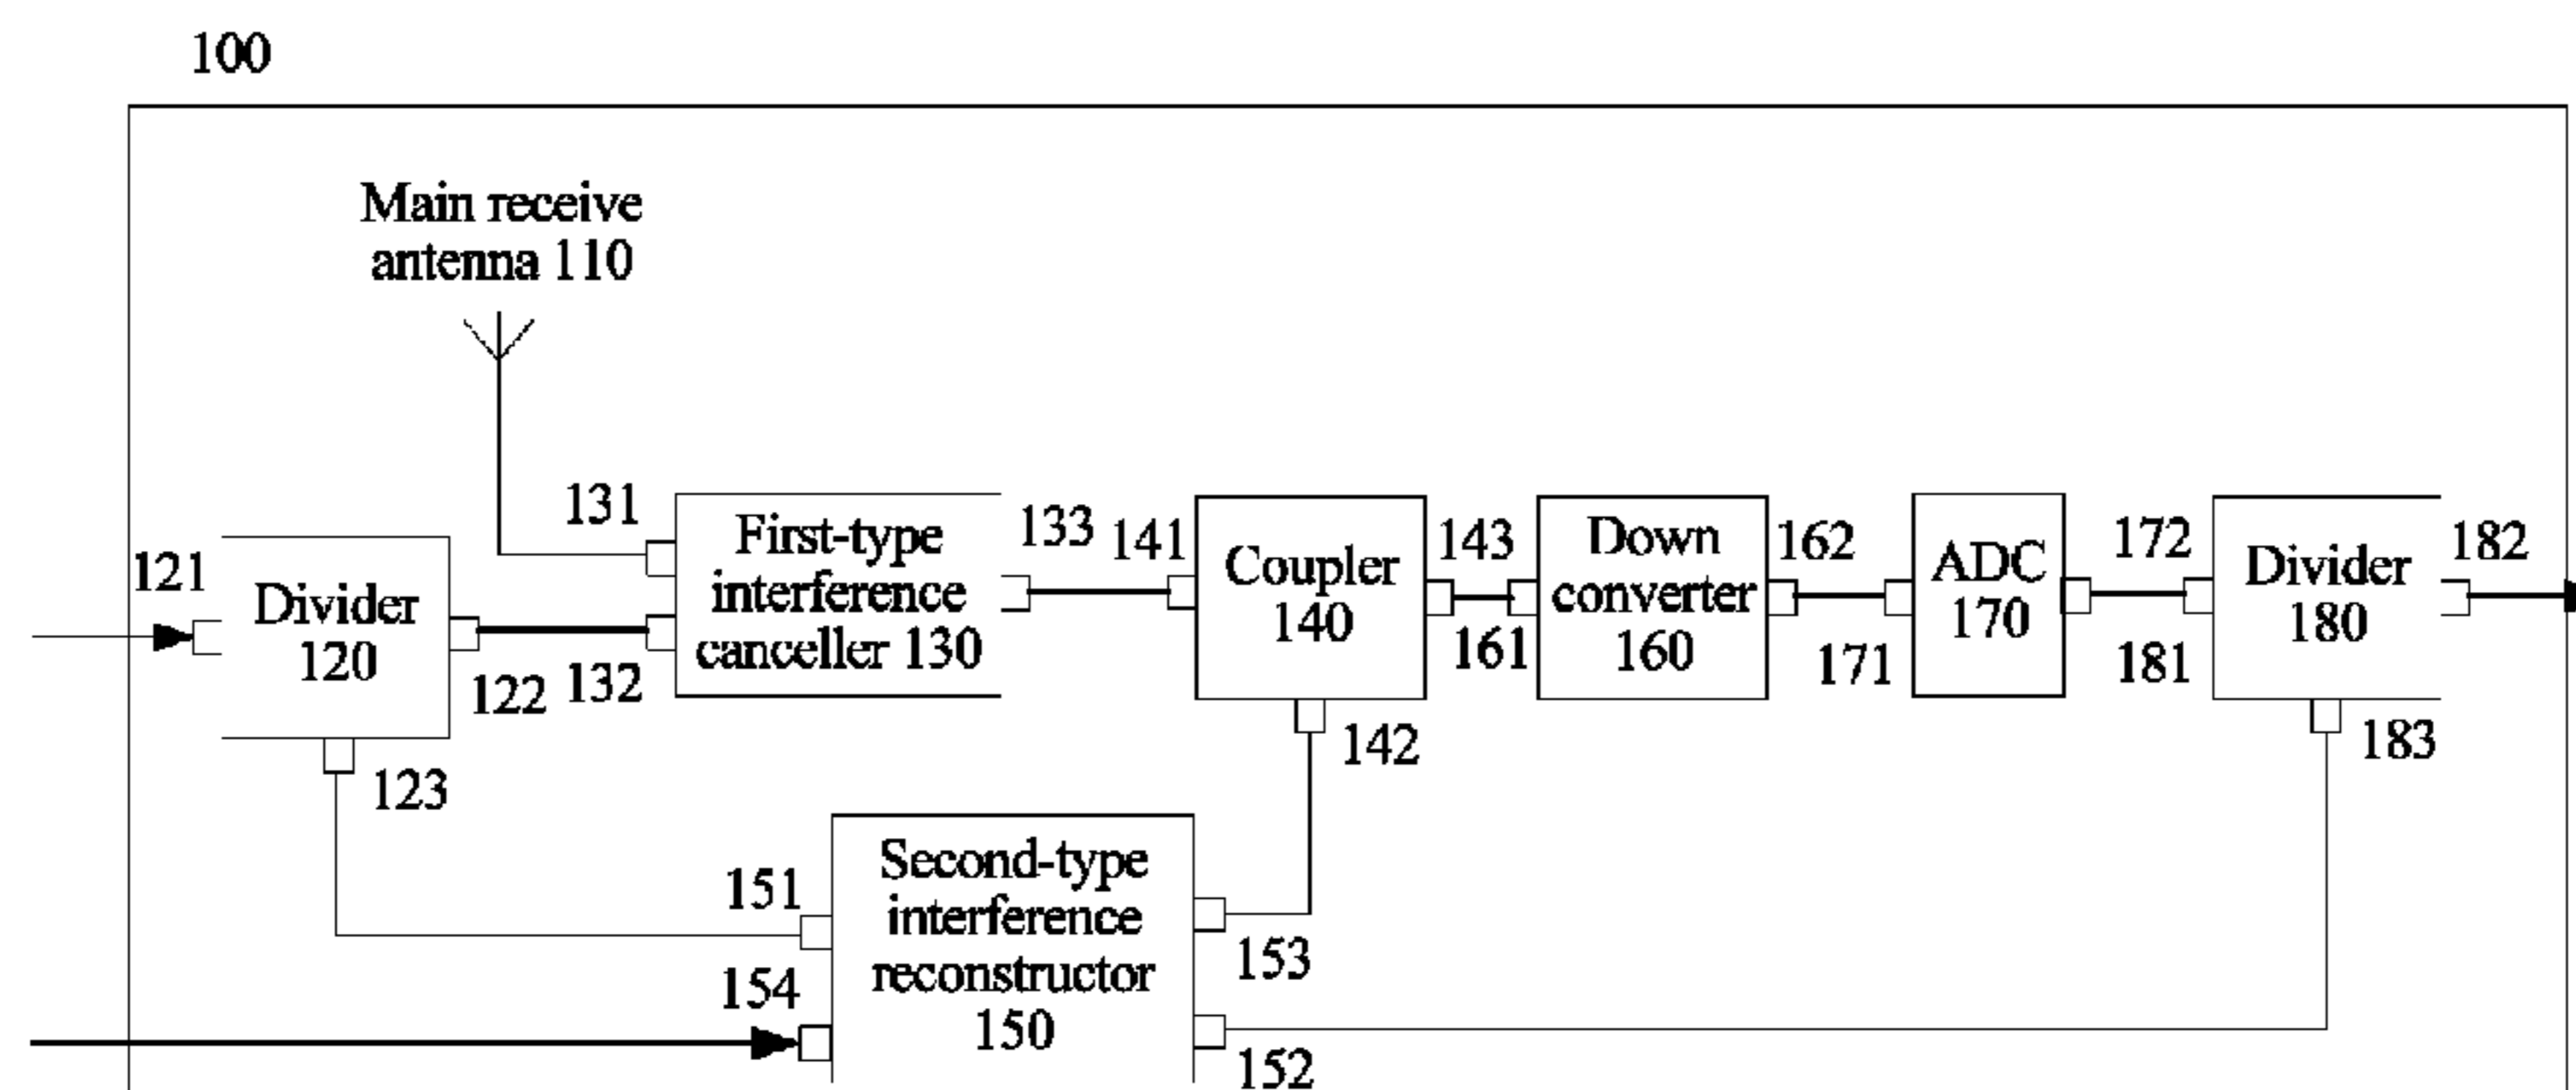 100
Main receive
antenna 110
131
First-type
interference
canceller 130
133
141
Coupler
140
143
161
Down
converter
160
162
171
ADC
170
172
181
Divider
180
182
183
121
Divider
120
122
132
123
142
151
154
Second-type
interference
reconstructor
150
153
152